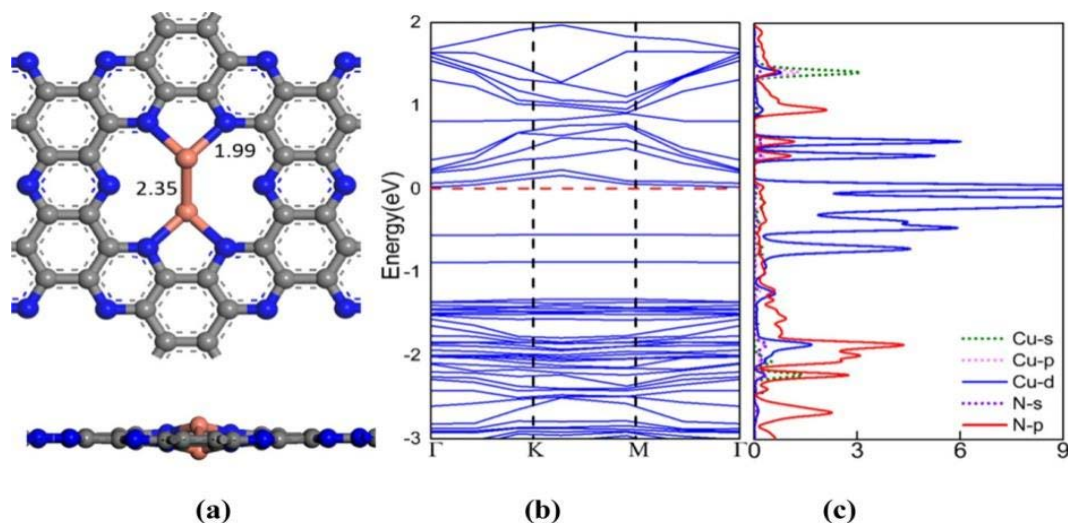 1.99
2.35
2
1
0
-1
-2
-3
Energy(eV)
Γ K M Γ
Cu-s
Cu-p
Cu-d
N-s
N-p
0 3 6 9
(a) (b) (c)